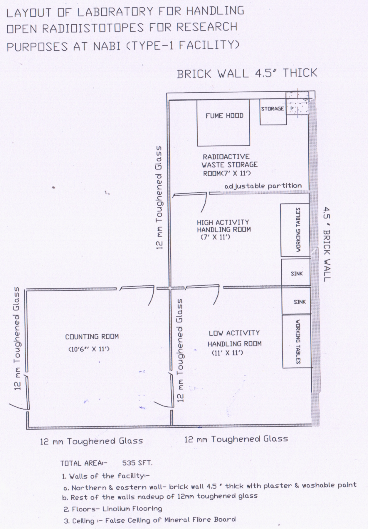 LAYOUT OF LABORATORY FOR HANDLING
OPEN RADIOISTOTOPES FOR RESEARCH
PURPOSES AT NABI (TYPE-1 FACILITY)
BRICK WALL 4.5" THICK
FUME HOOD
STORAGE
RADIOACTIVE
WASTE STORAGE
ROOM(7' X 11')
adjustable partition
12 mm Toughened Glass
HIGH ACTIVITY
HANDLING ROOM
(7' X 11')
WORKING TABLES
4.5 " BRICK WALL
SINK
SINK
12 mm Toughened Glass
COUNTING ROOM
(10'6"' X 11')
12 mm Toughened Glass
LOW ACTIVITY
HANDLING ROOM
(11' X 11')
WORKING TABLES
12 mm Toughened Glass
12 mm Toughened Glass
TOTAL AREA:- 535 SFT.
1. Walls of the facility:-
a. Northern & eastern wall- brick wall 4.5 " thick with plaster & washable paint
b. Rest of the walls madeup of 12mm toughened glass
2. Floors:- Linoliun Flooring
3. Ceiling :- False Ceiling of Mineral Fibre Board